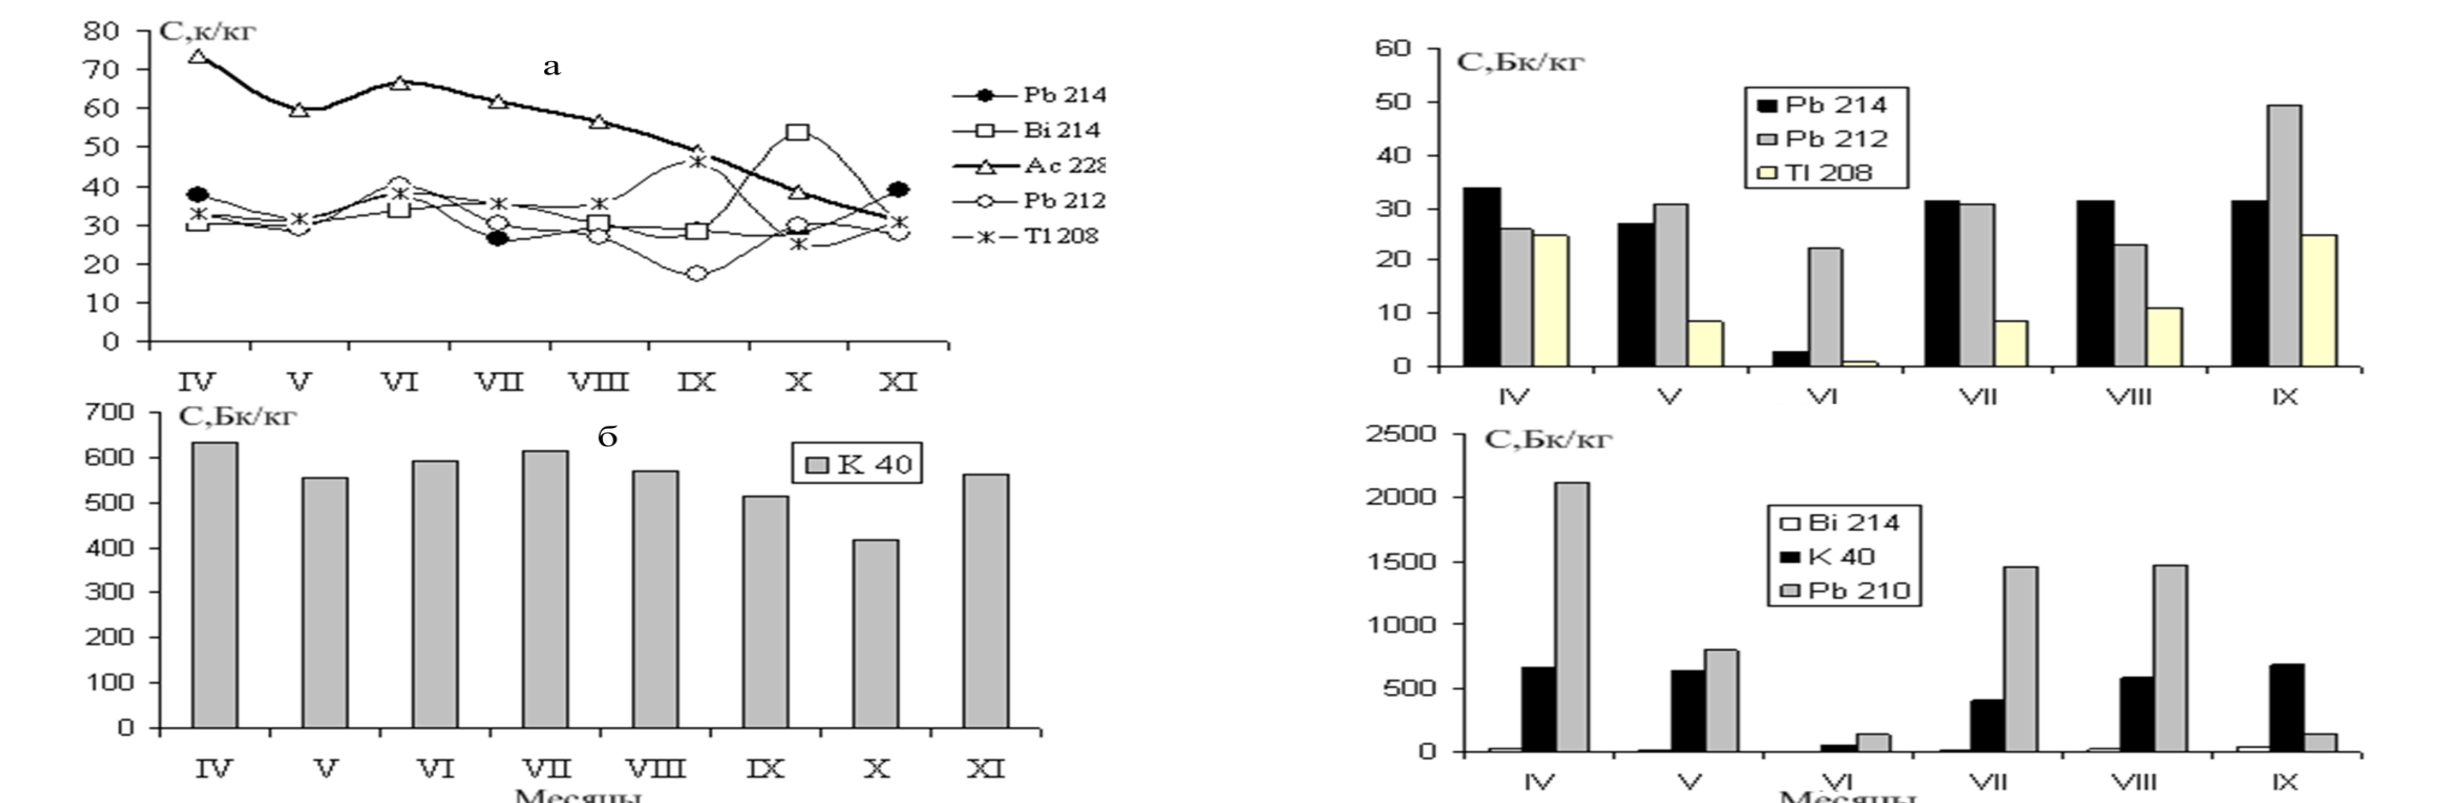 С,к/кг
а
80
70
60
50
40
30
20
10
0
IV V VI VII VIII IX X XI
Pb 214
Bi 214
Ac 228
Pb 212
Tl 208
С,Бк/кг
б
700
600
500
400
300
200
100
0
K 40
IV V VI VII VIII IX X XI
Месяцы
С,Бк/кг
60
50
40
30
20
10
0
Pb 214
Pb 212
Tl 208
IV V VI VII VIII IX
С,Бк/кг
2500
2000
1500
1000
500
0
Bi 214
K 40
Pb 210
IV V VI VII VIII IX
Месяцы